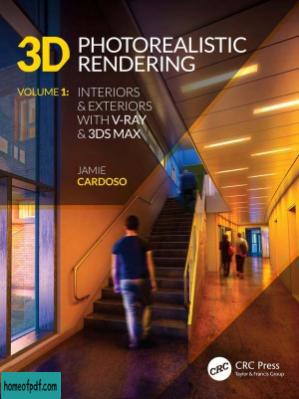 3D PHOTOREALISTIC
RENDERING
VOLUME 1: INTERIORS
& EXTERIORS
WITH V-RAY
& 3DS MAX
JAMIE
CARDOSO
CRC CRC Press
Taylor & Francis Group
homeofpdf.com